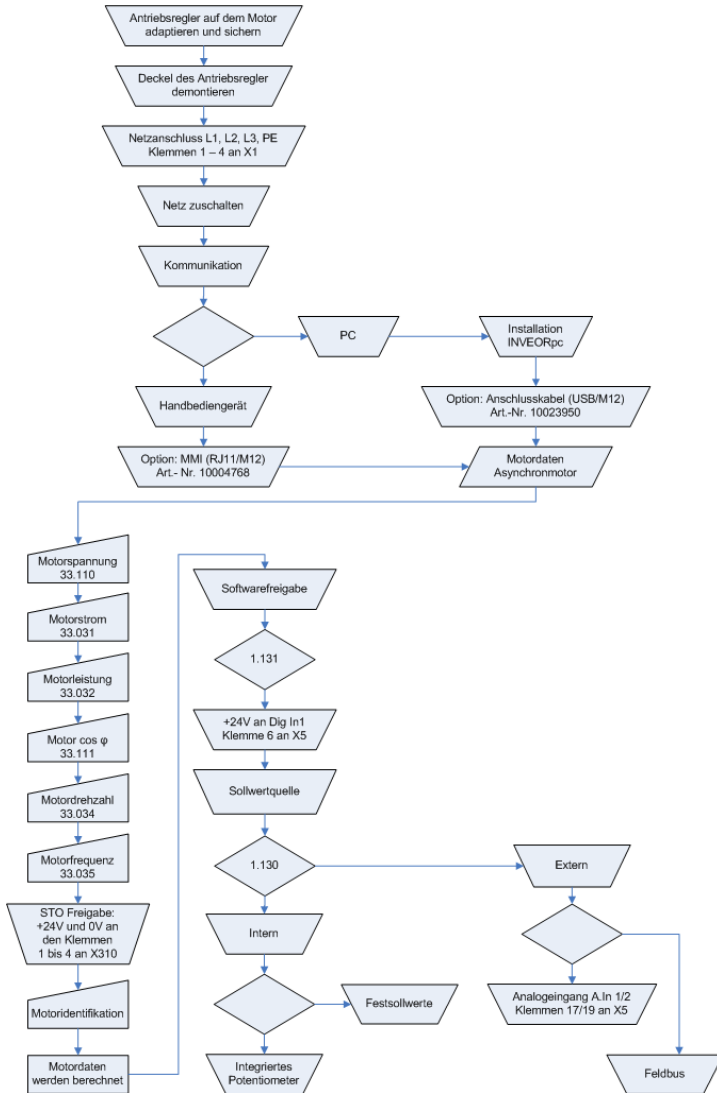 Antriebsregler auf dem Motor
adaptieren und sichern
Deckel des Antriebsregler
demontieren
Netzanschluss L1, L2, L3, PE
Klemmen 1 – 4 an X1
Netz zuschalten
Kommunikation
PC
Installation
INVEORpc
Handbediengerät
Option: Anschlusskabel (USB/M12)
Art.-Nr. 10023950
Option: MMI (RJ11/M12)
Art.- Nr. 10004768
Motordaten
Asynchronmotor
Motorspannung
33.110
Motorstrom
33.031
Motorleistung
33.032
Motor cos φ
33.111
Motordrehzahl
33.034
Motorfrequenz
33.035
STO Freigabe:
+24V und 0V an
den Klemmen
1 bis 4 an X310
Motoridentifikation
Motordaten
werden berechnet
Softwarefreigabe
1.131
+24V an Dig In1
Klemme 6 an X5
Sollwertquelle
1.130
Extern
Intern
Festsollwerte
Analogeingang A.In 1/2
Klemmen 17/19 an X5
Integriertes
Potentiometer
Feldbus